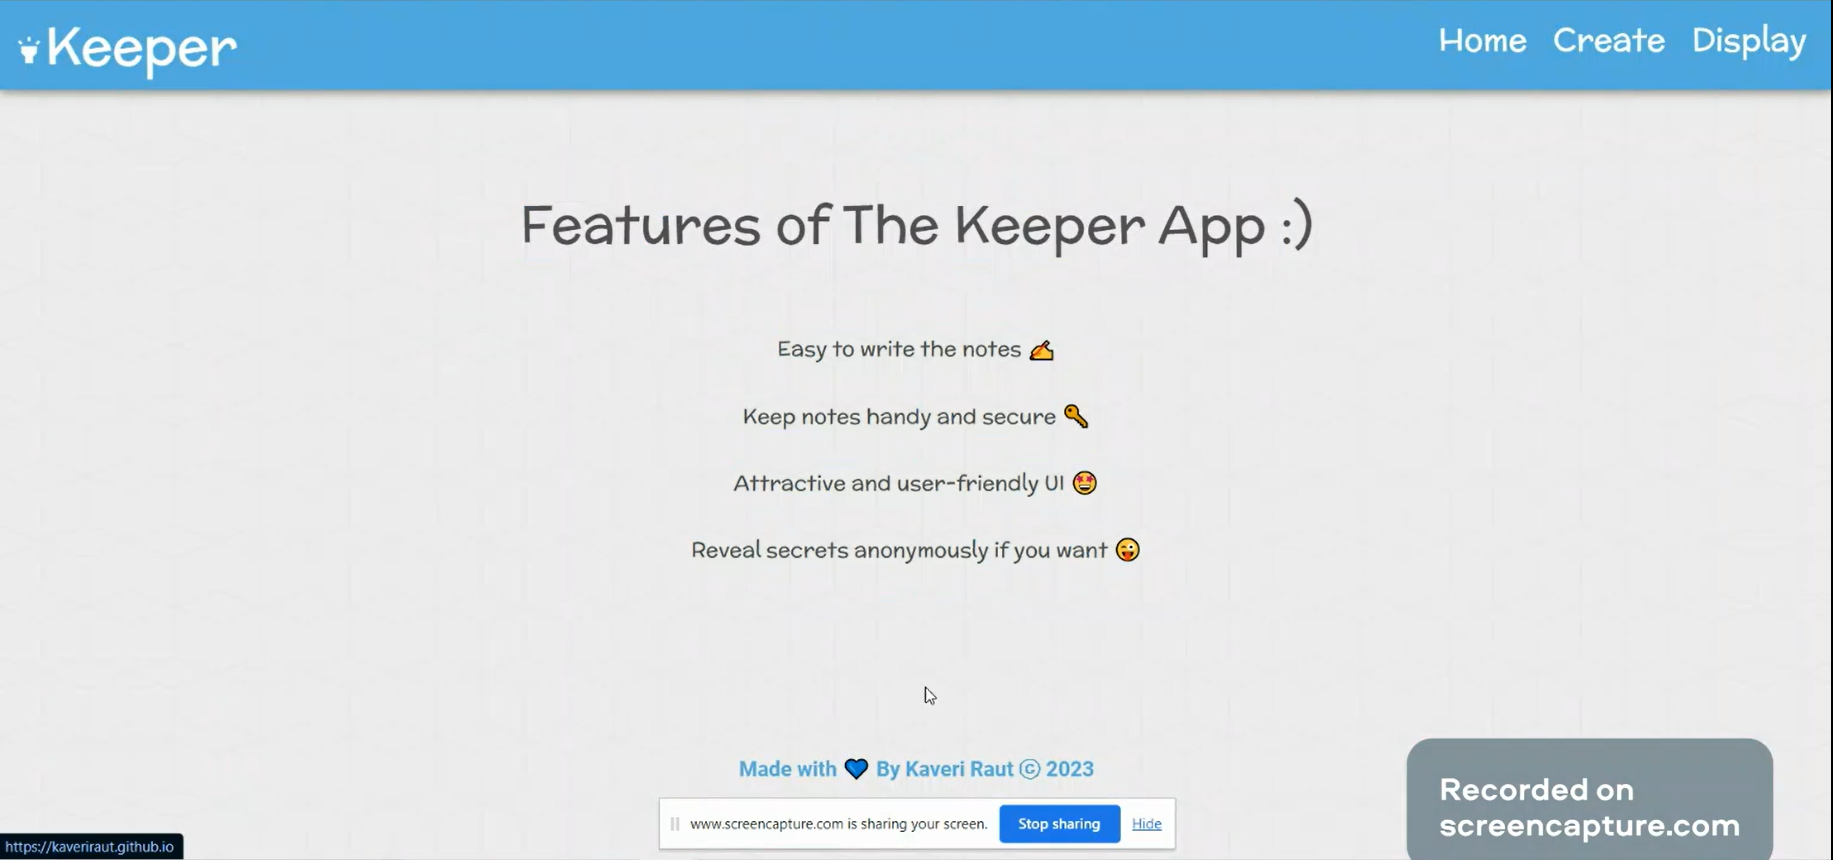 Keeper
Home Create Display
Features of The Keeper App :)
Easy to write the notes ✍
Keep notes handy and secure 🔑
Attractive and user-friendly UI 🤩
Reveal secrets anonymously if you want 😜
Made with 💙 By Kaveri Raut © 2023
www.screencapture.com is sharing your screen. Stop sharing Hide
Recorded on
screencapture.com
https://kaveriraut.github.io